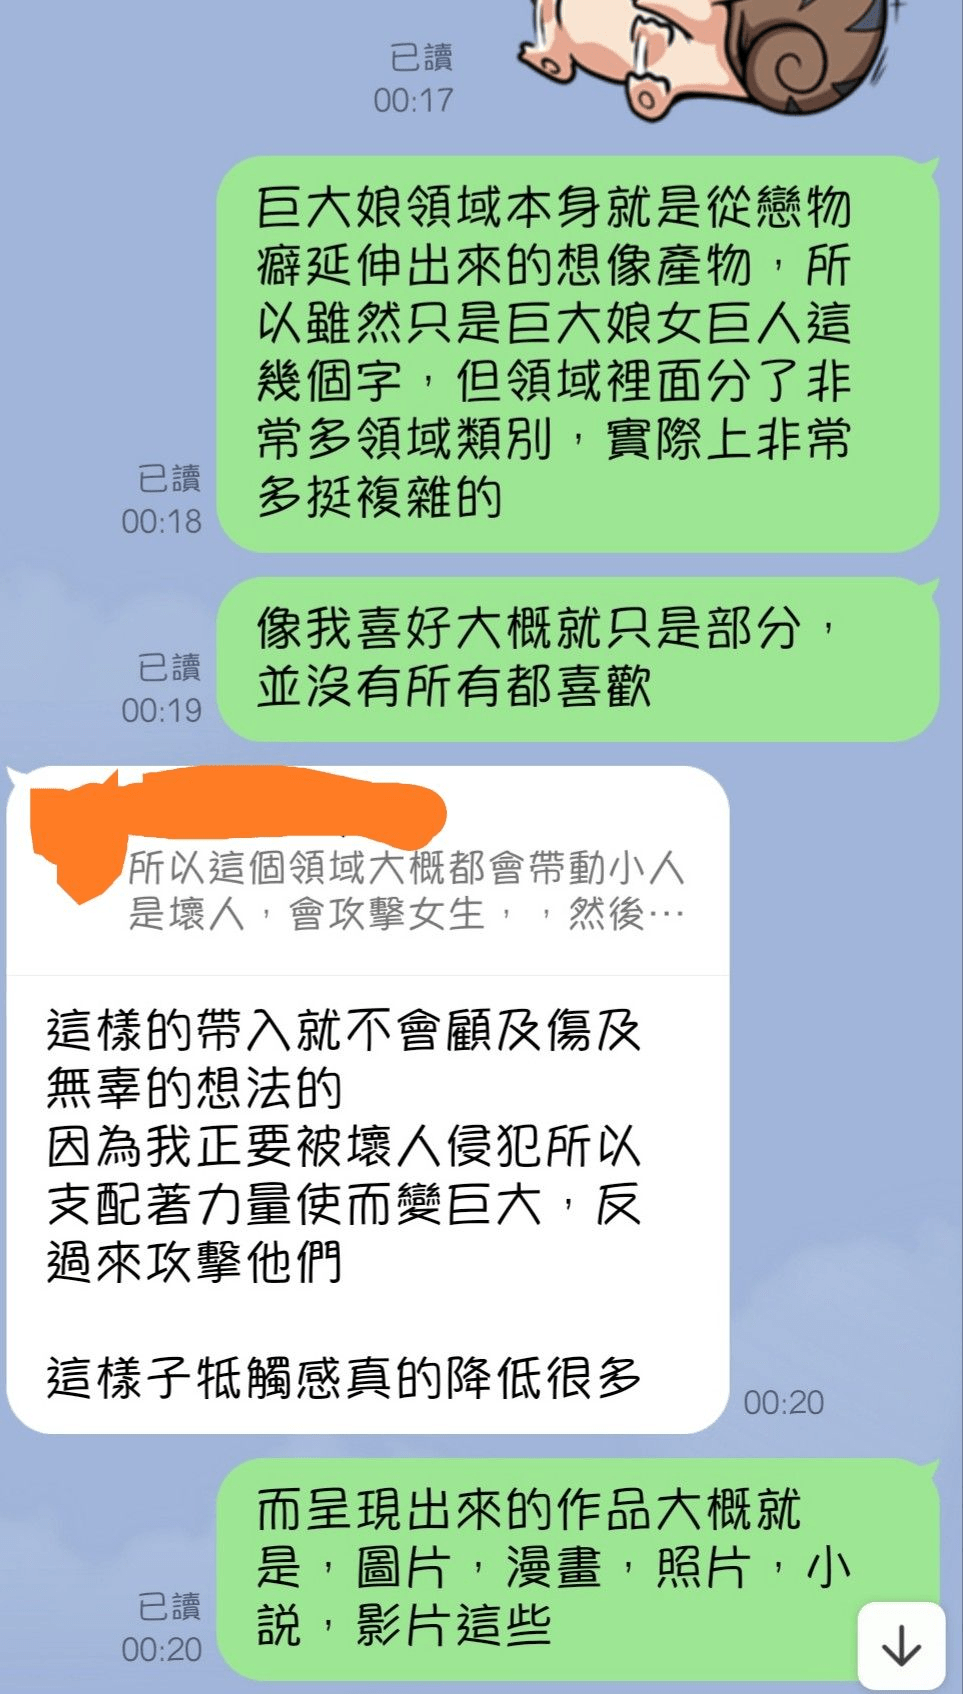 已讀
00:17
巨大娘領域本身就是從戀物
癖延伸出來的想像產物，所
以雖然只是巨大娘女巨人這
幾個字，但領域裡面分了非
常多領域類別，實際上非常
多挺複雜的
已讀
00:18
像我喜好大概就只是部分，
並沒有所有都喜歡
已讀
00:19
所以這個領域大概都會帶動小人
是壞人，會攻擊女生，，然後…
這樣的帶入就不會顧及傷及
無辜的想法的
因為我正要被壞人侵犯所以
支配著力量使而變巨大，反
過來攻擊他們
這樣子牴觸感真的降低很多
00:20
而呈現出來的作品大概就
是，圖片，漫畫，照片，小
說，影片這些
已讀
00:20